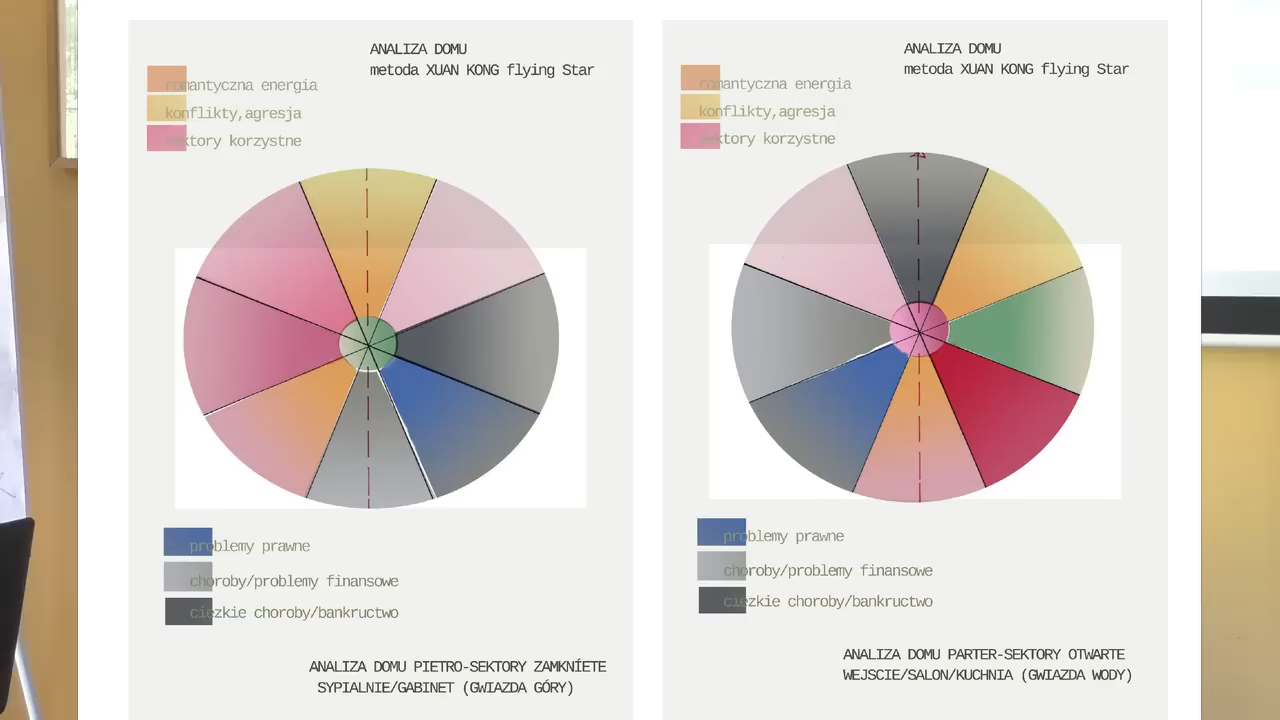 ANALIZA DOMU
metoda XUAN KONG flying Star
romantyczna energia
konflikty,agresja
sektory korzystne
problemy prawne
choroby/problemy finansowe
ciezkie choroby/bankructwo
ANALIZA DOMU PIETRO-SEKTORY ZAMKNÍETE
SYPIALNIE/GABINET (GWIAZDA GÓRY)
ANALIZA DOMU
metoda XUAN KONG flying Star
romantyczna energia
konflikty,agresja
sektory korzystne
problemy prawne
choroby/problemy finansowe
ciezkie choroby/bankructwo
ANALIZA DOMU PARTER-SEKTORY OTWARTE
WEJSCIE/SALON/KUCHNIA (GWIAZDA WODY)